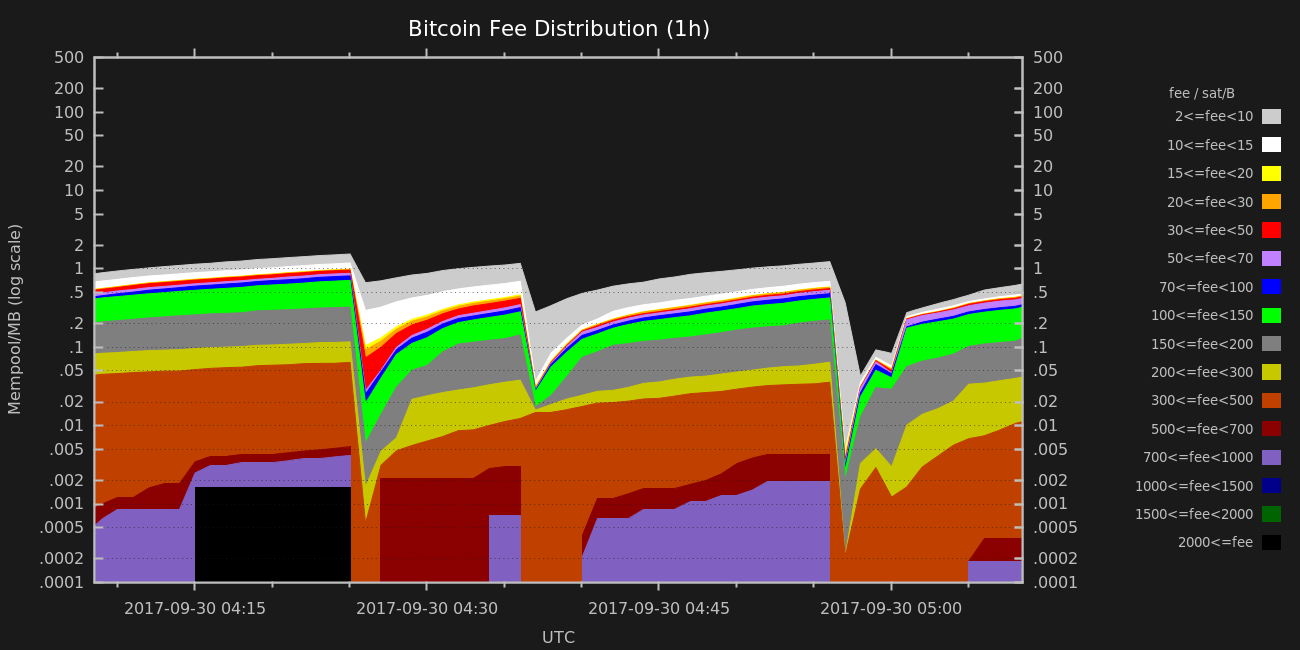 Bitcoin Fee Distribution (1h)
Mempool/MB (log scale)
500
200
100
50
20
10
5
2
1
.5
.2
.1
.05
.02
.01
.005
.002
.001
.0005
.0002
.0001
500
200
100
50
20
10
5
2
1
.5
.2
.1
.05
.02
.01
.005
.002
.001
.0005
.0002
.0001
2017-09-30 04:15
2017-09-30 04:30
2017-09-30 04:45
2017-09-30 05:00
UTC
fee / sat/B
2<=fee<10
10<=fee<15
15<=fee<20
20<=fee<30
30<=fee<50
50<=fee<70
70<=fee<100
100<=fee<150
150<=fee<200
200<=fee<300
300<=fee<500
500<=fee<700
700<=fee<1000
1000<=fee<1500
1500<=fee<2000
2000<=fee